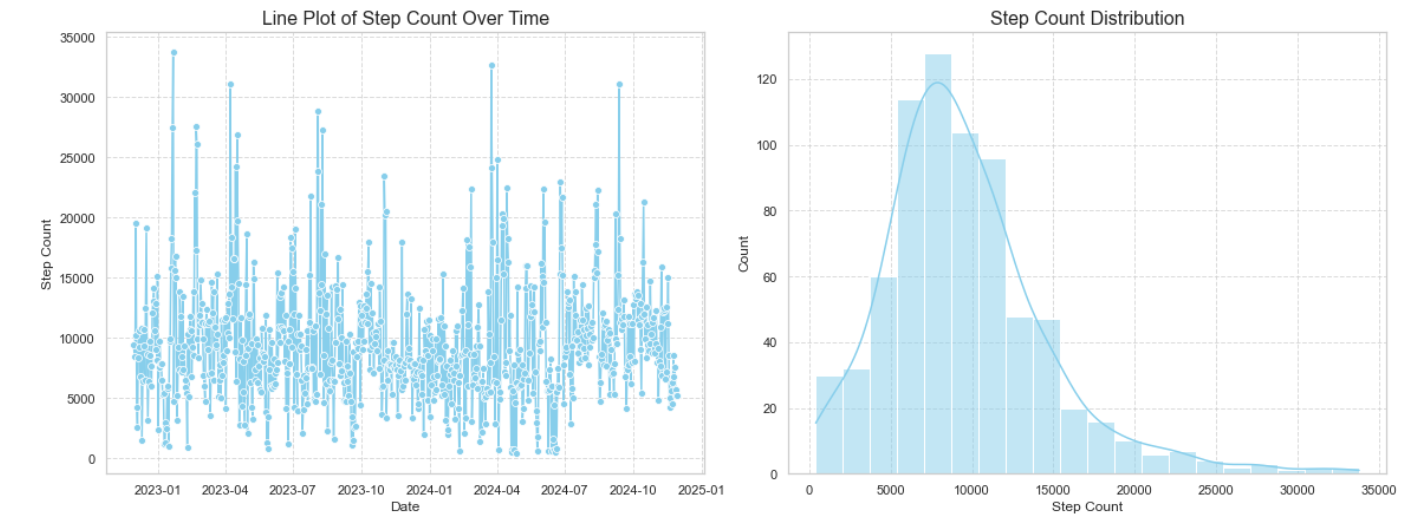 Line Plot of Step Count Over Time
35000
30000
25000
20000
15000
10000
5000
0
Step Count
2023-01 2023-04 2023-07 2023-10 2024-01 2024-04 2024-07 2024-10 2025-01
Date
Step Count Distribution
120
100
80
60
40
20
0
Count
0 5000 10000 15000 20000 25000 30000 35000
Step Count